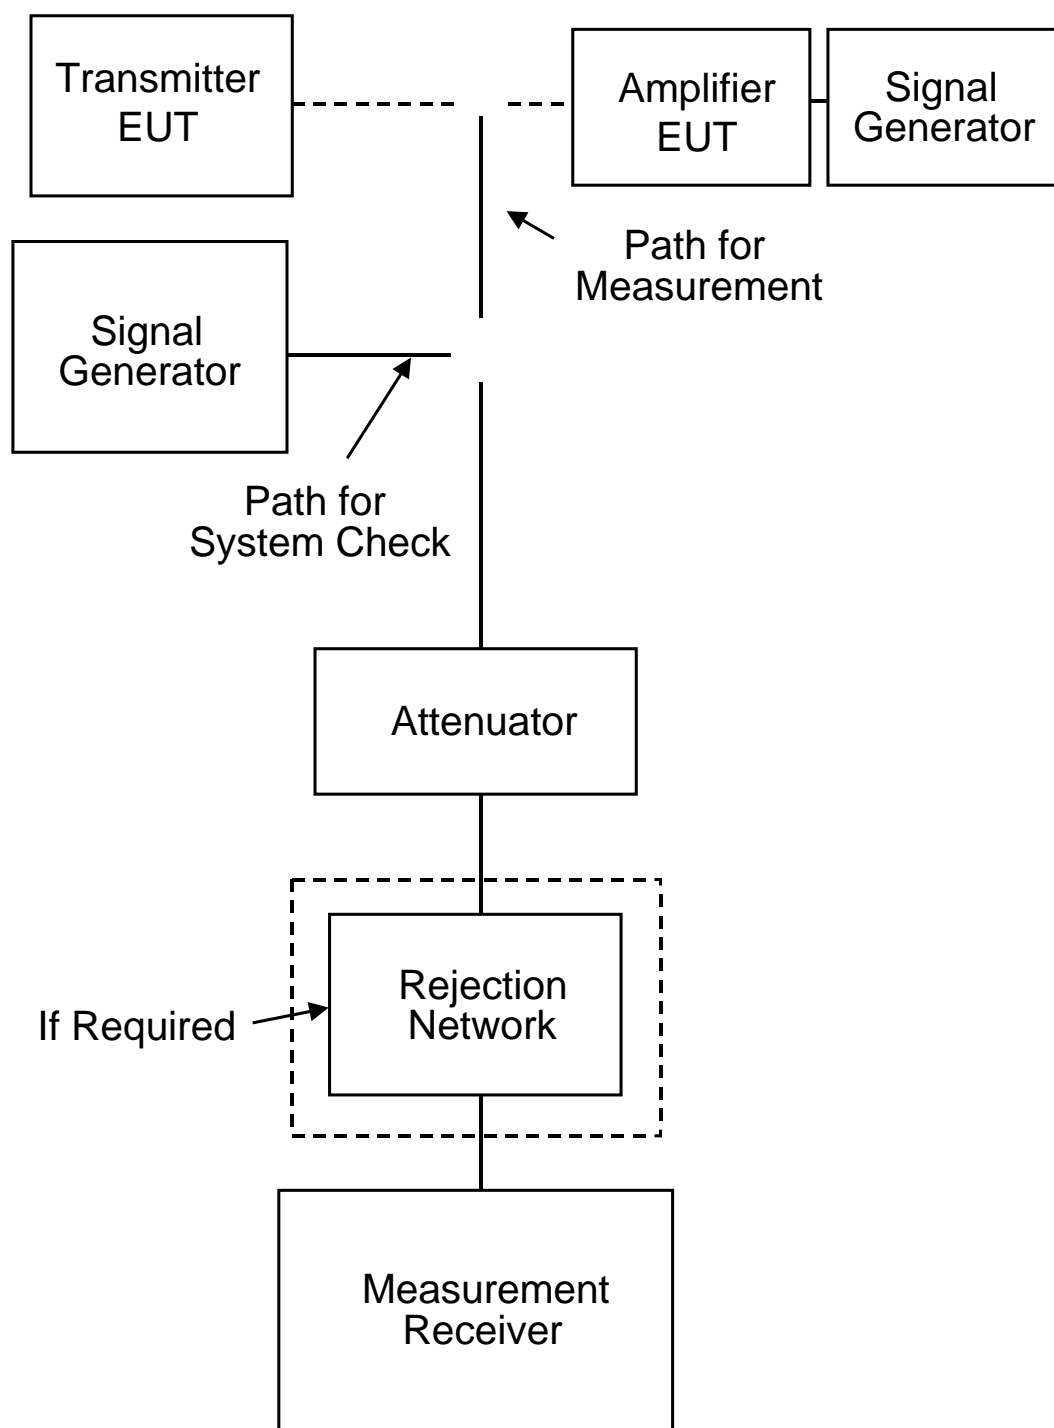 Transmitter
EUT
Amplifier
EUT
Signal
Generator
Path for
Measurement
Signal
Generator
Path for
System Check
Attenuator
Rejection
Network
If Required
Measurement
Receiver